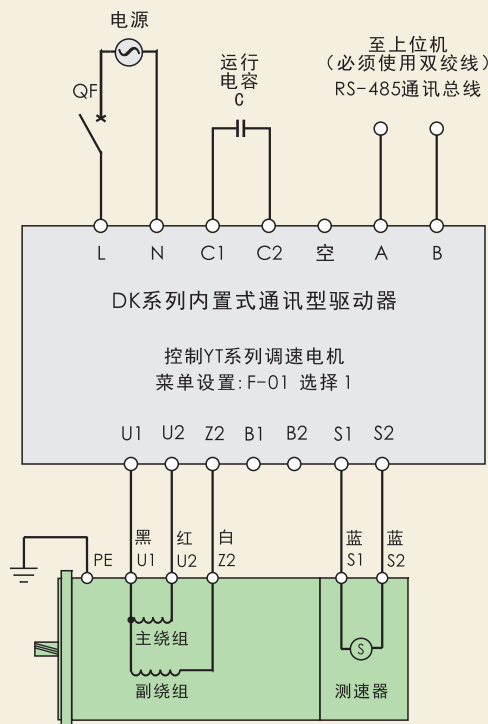 电源
QF
运行
电容
C
至上位机
（必须使用双绞线）
RS-485通讯总线
L N C1 C2 空 A B
DK系列内置式通讯型驱动器
控制YT系列调速电机
菜单设置:F-01 选择1
U1 U2 Z2 B1 B2 S1 S2
黑 红 白 蓝 蓝
PE U1 U2 Z2 S1 S2
主绕组
副绕组
S
测速器